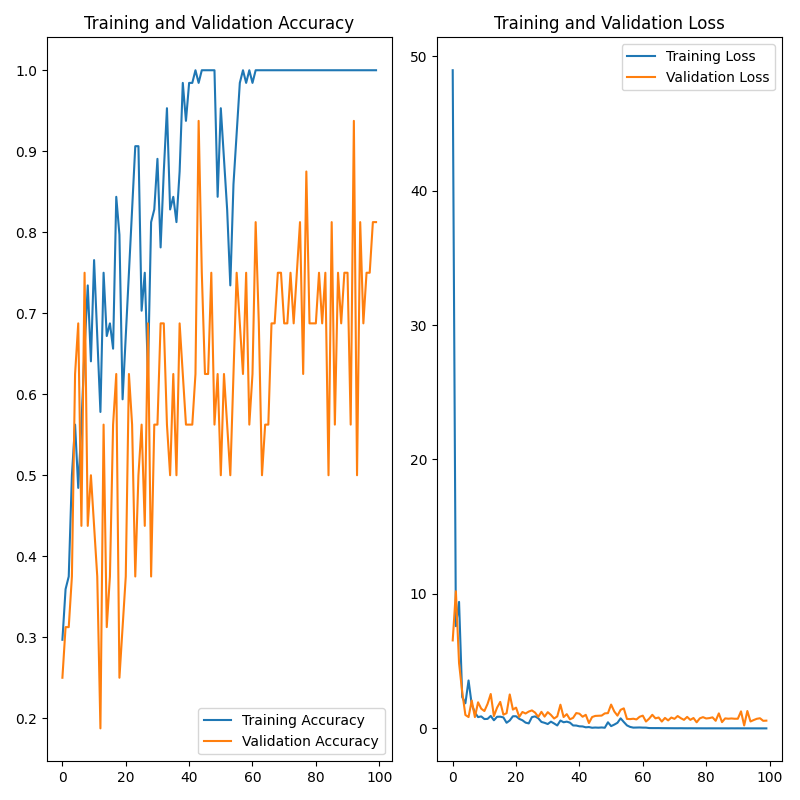 Training and Validation Accuracy
1.0
0.9
0.8
0.7
0.6
0.5
0.4
0.3
0.2
0 20 40 60 80 100
Training Accuracy
Validation Accuracy
Training and Validation Loss
50
40
30
20
10
0
0 20 40 60 80 100
Training Loss
Validation Loss